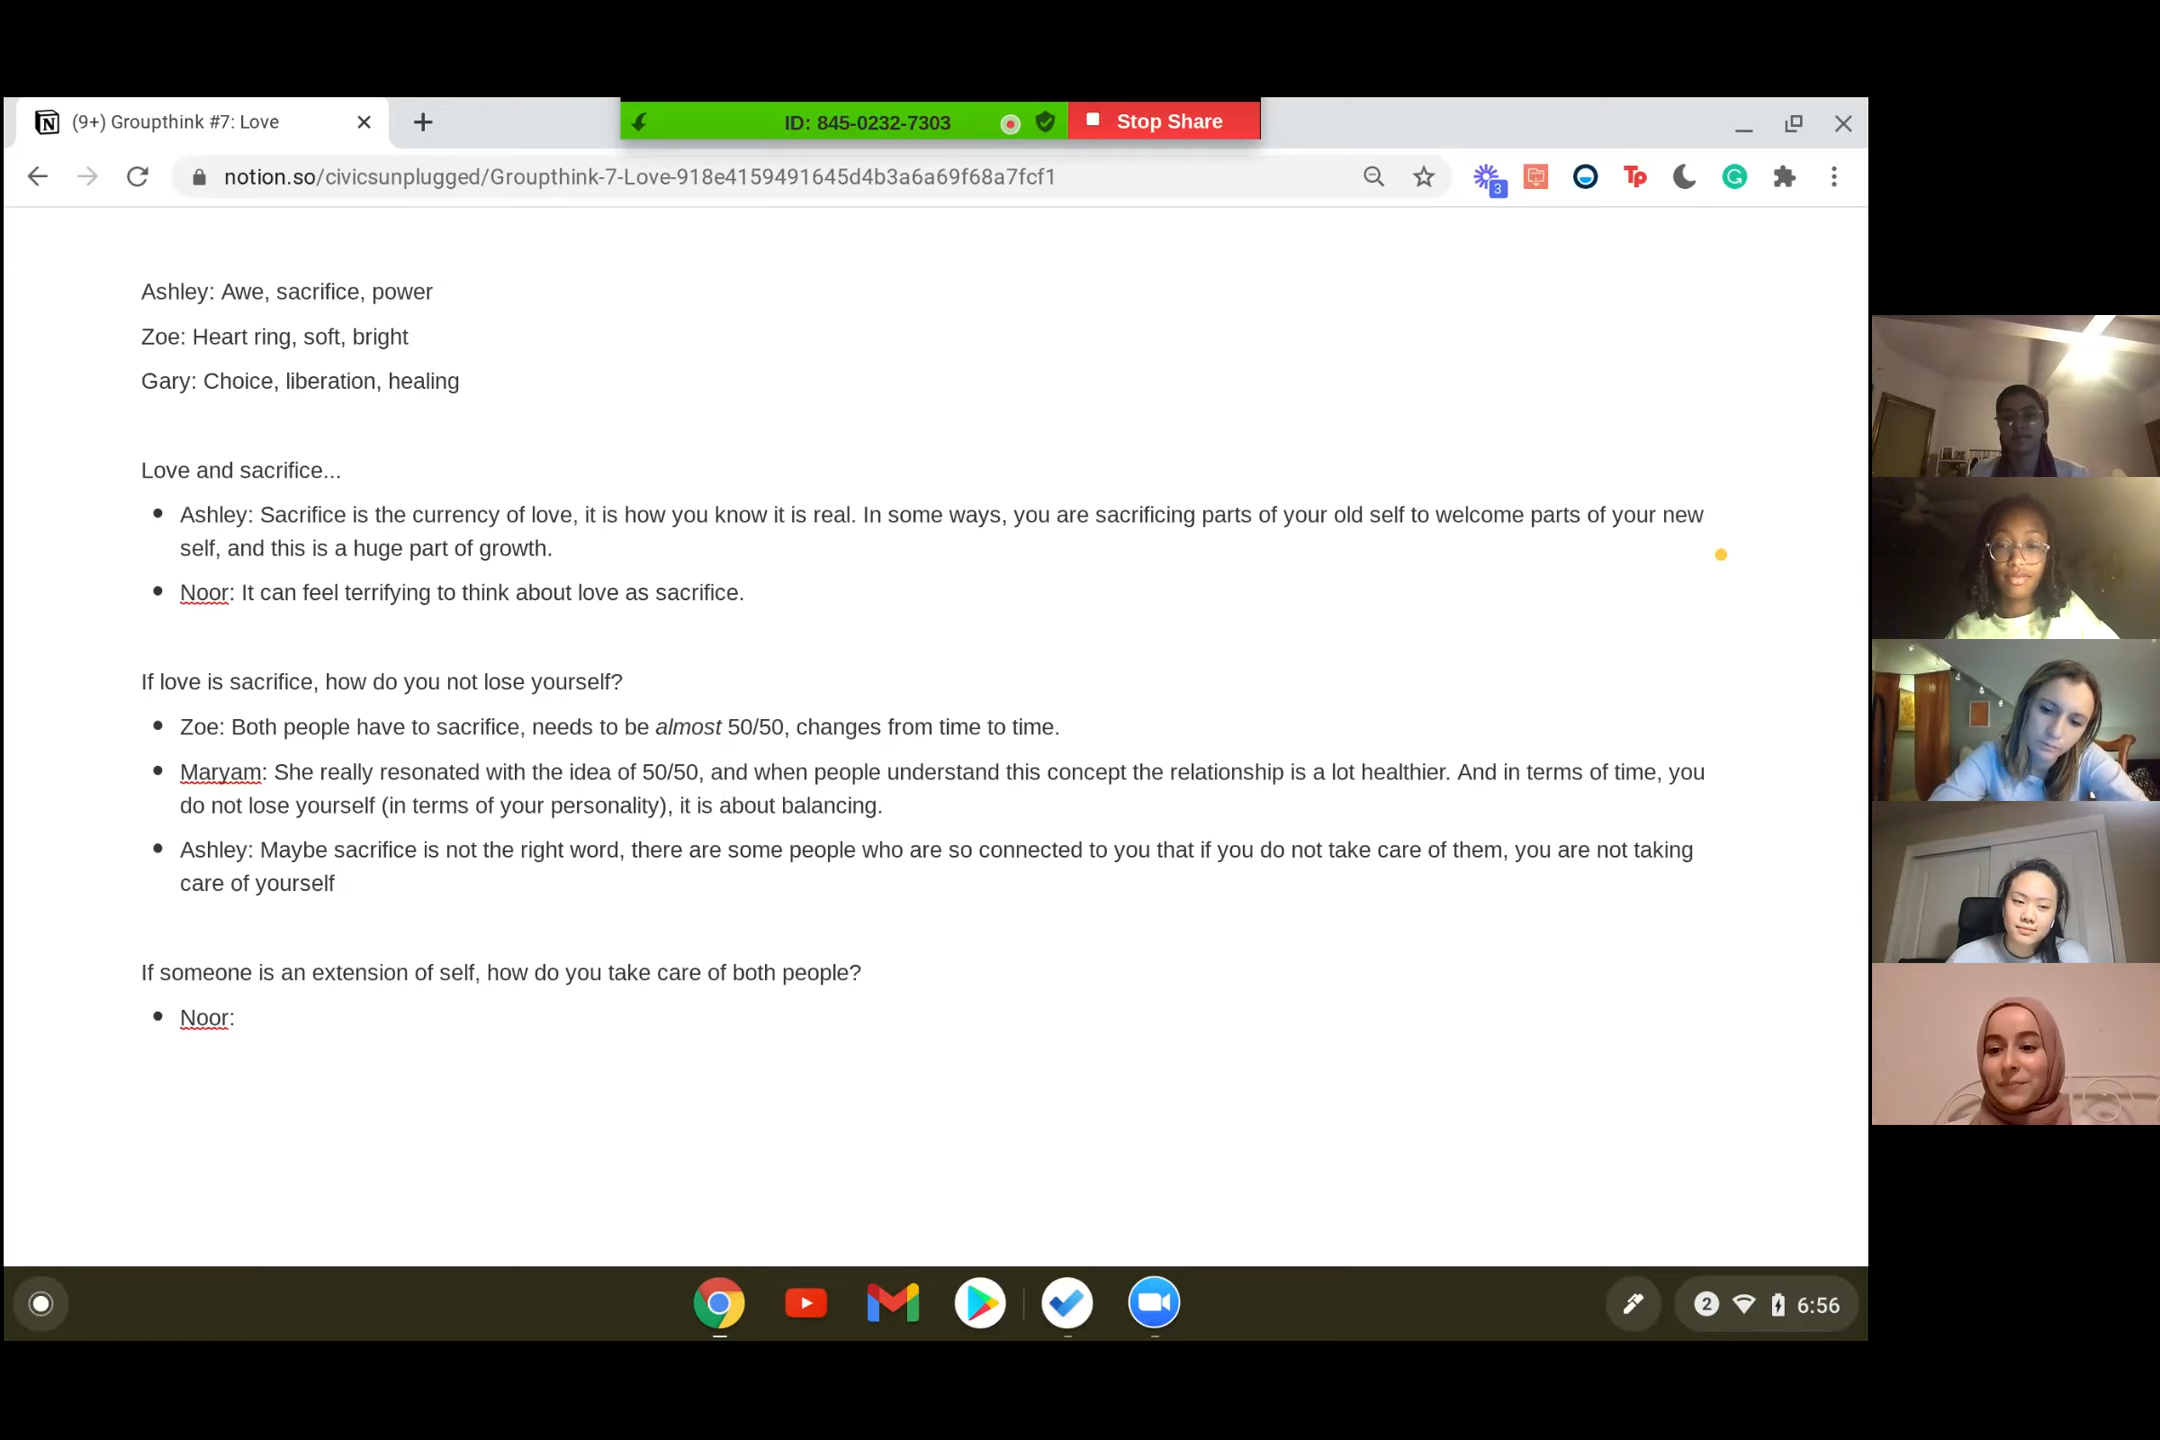 (9+) Groupthink #7: Love
ID: 845-0232-7303
Stop Share
notion.so/civicsunplugged/Groupthink-7-Love-918e4159491645d4b3a6a69f68a7fcf1
3
Tp
Ashley: Awe, sacrifice, power
Zoe: Heart ring, soft, bright
Gary: Choice, liberation, healing
Love and sacrifice...
Ashley: Sacrifice is the currency of love, it is how you know it is real. In some ways, you are sacrificing parts of your old self to welcome parts of your new
self, and this is a huge part of growth.
Noor: It can feel terrifying to think about love as sacrifice.
If love is sacrifice, how do you not lose yourself?
Zoe: Both people have to sacrifice, needs to be almost 50/50, changes from time to time.
Maryam: She really resonated with the idea of 50/50, and when people understand this concept the relationship is a lot healthier. And in terms of time, you
do not lose yourself (in terms of your personality), it is about balancing.
Ashley: Maybe sacrifice is not the right word, there are some people who are so connected to you that if you do not take care of them, you are not taking
care of yourself
If someone is an extension of self, how do you take care of both people?
Noor:
2 6:56